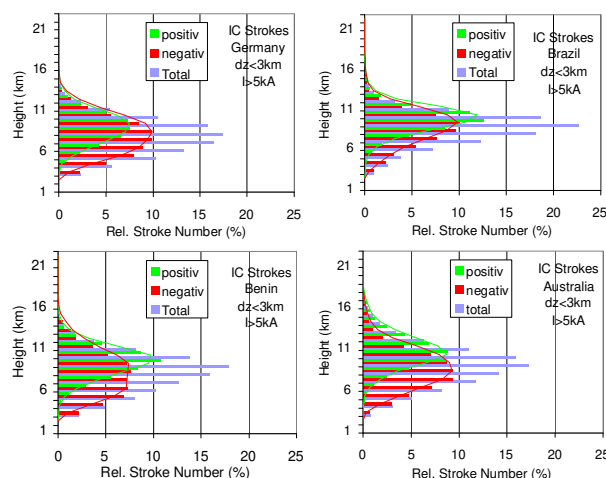 IC Strokes
Germany
dz<3km
I>5kA
positiv
negativ
Total
Height (km)
21
16
11
6
1
0 5 10 15 20 25
Rel. Stroke Number (%)
IC Strokes
Brazil
dz<3km
I>5kA
positiv
negativ
Total
Height (km)
21
16
11
6
1
0 5 10 15 20 25
Rel. Stroke Number (%)
IC Strokes
Benin
dz<3km
I>5kA
positiv
negativ
Total
Height (km)
21
16
11
6
1
0 5 10 15 20 25
Rel. Stroke Number (%)
IC Strokes
Australia
dz<3km
I>5kA
positiv
negativ
total
Height (km)
21
16
11
6
1
0 5 10 15 20 25
Rel. Stroke Number (%)